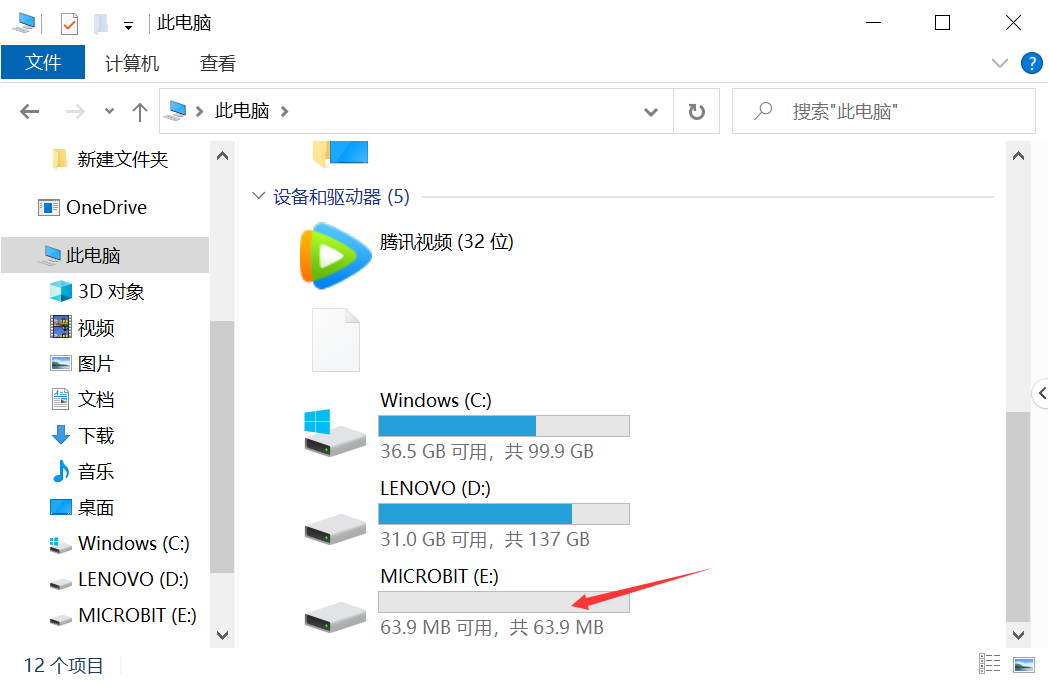 此电脑
文件 计算机 查看
此电脑
搜索"此电脑"
新建文件夹
OneDrive
此电脑
3D 对象
视频
图片
文档
下载
音乐
桌面
Windows (C:)
LENOVO (D:)
MICROBIT (E:)
设备和驱动器 (5)
腾讯视频 (32 位)
Windows (C:)
36.5 GB 可用，共 99.9 GB
LENOVO (D:)
31.0 GB 可用，共 137 GB
MICROBIT (E:)
63.9 MB 可用，共 63.9 MB
12 个项目